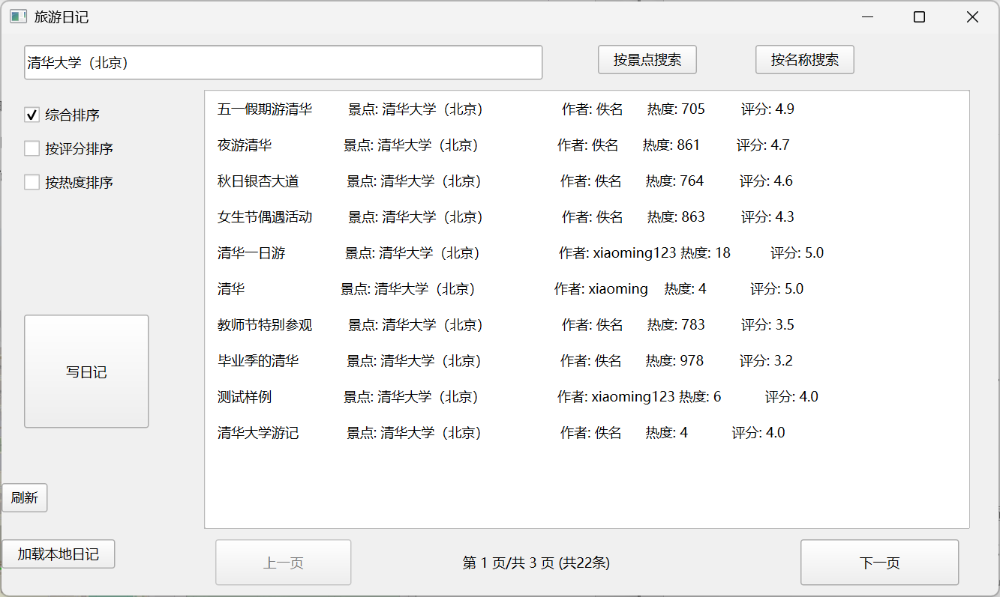 旅游日记
清华大学（北京）
按景点搜索
按名称搜索
综合排序
按评分排序
按热度排序
五一假期游清华 景点: 清华大学（北京） 作者: 佚名 热度: 705 评分: 4.9
夜游清华 景点: 清华大学（北京） 作者: 佚名 热度: 861 评分: 4.7
秋日银杏大道 景点: 清华大学（北京） 作者: 佚名 热度: 764 评分: 4.6
女生节偶遇活动 景点: 清华大学（北京） 作者: 佚名 热度: 863 评分: 4.3
清华一日游 景点: 清华大学（北京） 作者: xiaoming123 热度: 18 评分: 5.0
清华 景点: 清华大学（北京） 作者: xiaoming 热度: 4 评分: 5.0
教师节特别参观 景点: 清华大学（北京） 作者: 佚名 热度: 783 评分: 3.5
毕业季的清华 景点: 清华大学（北京） 作者: 佚名 热度: 978 评分: 3.2
测试样例 景点: 清华大学（北京） 作者: xiaoming123 热度: 6 评分: 4.0
清华大学游记 景点: 清华大学（北京） 作者: 佚名 热度: 4 评分: 4.0
写日记
刷新
加载本地日记
上一页
第 1 页/共 3 页 (共22条)
下一页